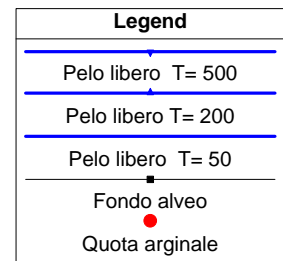 Legend
Pelo libero T= 500
Pelo libero T= 200
Pelo libero T= 50
Fondo alveo
Quota arginale